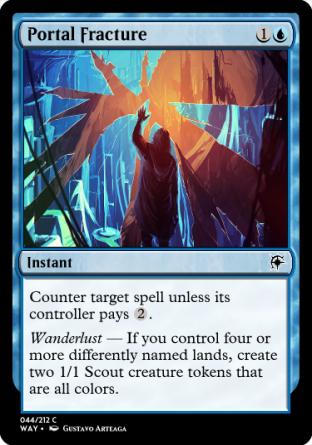 Portal Fracture 1
Instant
Counter target spell unless its
controller pays 2.
Wanderlust — If you control four or
more differently named lands, create
two 1/1 Scout creature tokens that
are all colors.
044/212 C
WAY • Gustavo Arteaga